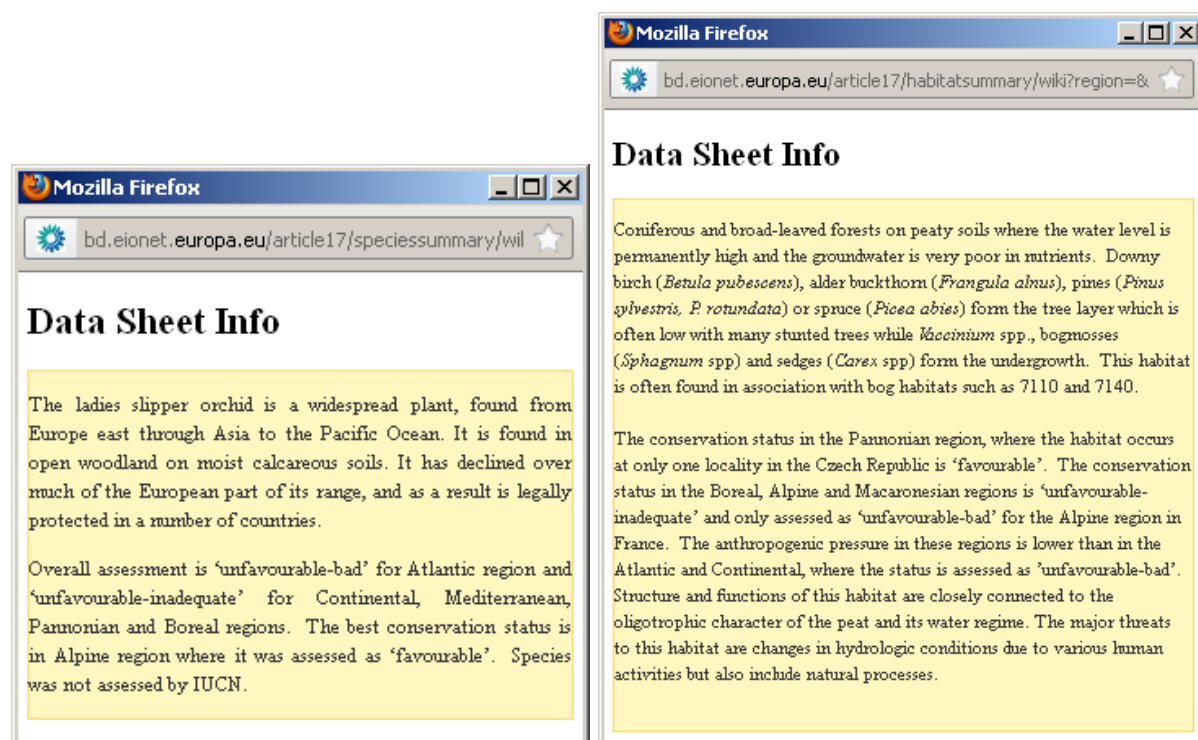 Mozilla Firefox
bd.eionet.europa.eu/article17/speciessummary/wil
Data Sheet Info
The ladies slipper orchid is a widespread plant, found from
Europe east through Asia to the Pacific Ocean. It is found in
open woodland on moist calcareous soils. It has declined over
much of the European part of its range, and as a result is legally
protected in a number of countries.
Overall assessment is ‘unfavourable-bad’ for Atlantic region and
‘unfavourable-inadequate’ for Continental, Mediterranean,
Pannonian and Boreal regions.  The best conservation status is
in Alpine region where it was assessed as ‘favourable’.  Species
was not assessed by IUCN.
Mozilla Firefox
bd.eionet.europa.eu/article17/habitatsummary/wiki?region=&
Data Sheet Info
Coniferous and broad-leaved forests on peaty soils where the water level is
permanently high and the groundwater is very poor in nutrients.  Downy
birch (Betula pubescens), alder buckthorn (Frangula alnus), pines (Pinus
sylvestris, P. rotundata) or spruce (Picea abies) form the tree layer which is
often low with many stunted trees while Vaccinium spp., bogmosses
(Sphagnum spp) and sedges (Carex spp) form the undergrowth.  This habitat
is often found in association with bog habitats such as 7110 and 7140.
The conservation status in the Pannonian region, where the habitat occurs
at only one locality in the Czech Republic is ‘favourable’.  The conservation
status in the Boreal, Alpine and Macaronesian regions is ‘unfavourable-
inadequate’ and only assessed as ‘unfavourable-bad’ for the Alpine region in
France.  The anthropogenic pressure in these regions is lower than in the
Atlantic and Continental, where the status is assessed as ’unfavourable-bad’.
Structure and functions of this habitat are closely connected to the
oligotrophic character of the peat and its water regime. The major threats
to this habitat are changes in hydrologic conditions due to various human
activities but also include natural processes.